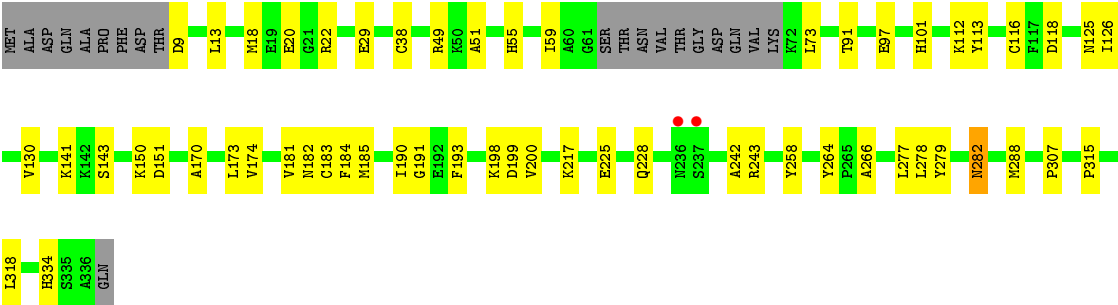 MET ALA ASP GLN ALA PRO PHE ASP THR D9 L13 M18 E19 E20 G21 R22 E29 C38 R49 K50 A51 H55 I59 A60 G61 SER THR ASN VAL THR GLY ASP GLN VAL LYS K72 L73 T91 E97 H101 K112 Y113 C116 F117 D118 N125 I126
V130 K141 K142 S143 K150 D151 A170 L173 V174 V181 N182 C183 F184 M185 I190 G191 E192 F193 K198 D199 V200 K217 E225 Q228 N236 S237 A242 R243 Y258 Y264 P265 A266 L277 L278 Y279 N282 M288 P307 P315
L318 H334 S335 A336 GLN